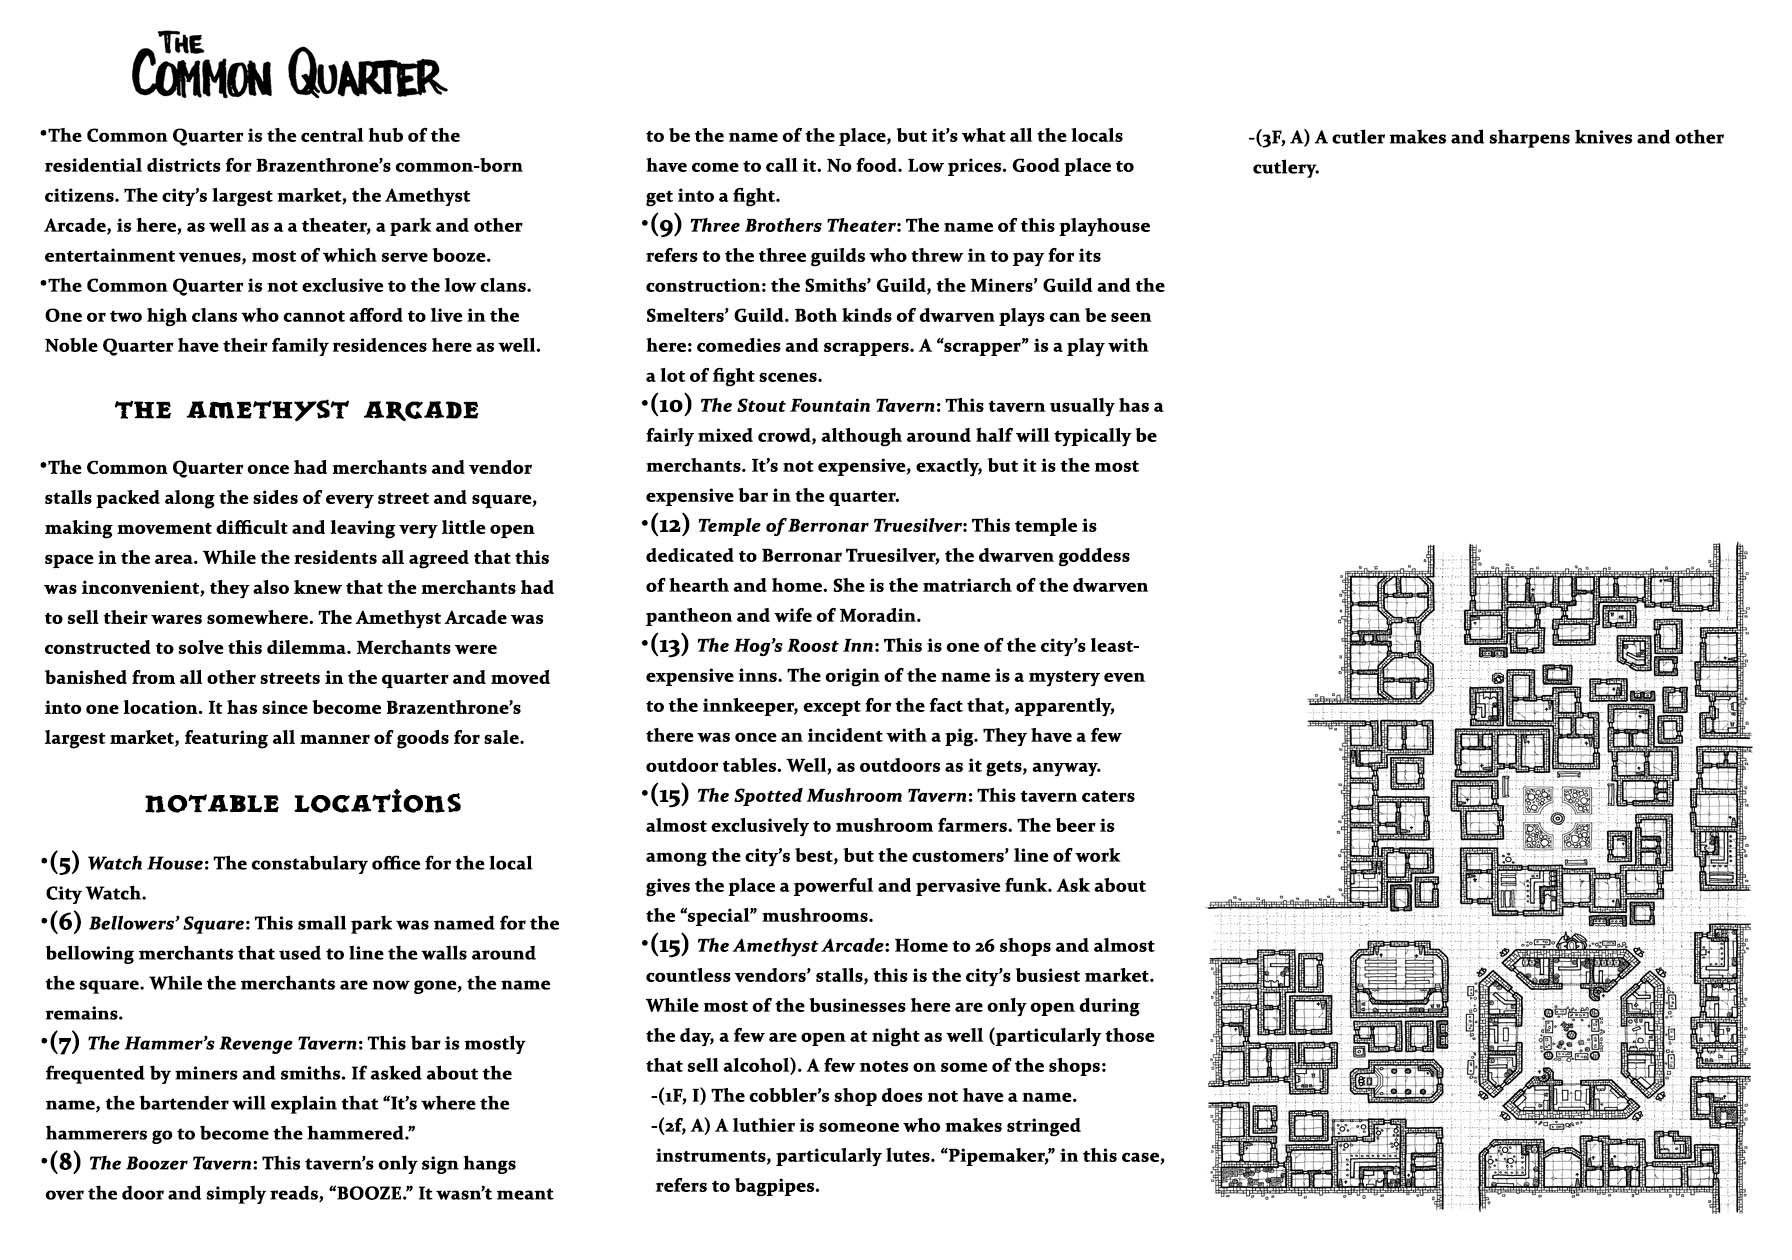 THE
COMMON QUARTER
•The Common Quarter is the central hub of the
residential districts for Brazenthrone's common-born
citizens. The city's largest market, the Amethyst
Arcade, is here, as well as a a theater, a park and other
entertainment venues, most of which serve booze.
•The Common Quarter is not exclusive to the low clans.
One or two high clans who cannot afford to live in the
Noble Quarter have their family residences here as well.
THE AMETHYST ARCADE
•The Common Quarter once had merchants and vendor
stalls packed along the sides of every street and square,
making movement difficult and leaving very little open
space in the area. While the residents all agreed that this
was inconvenient, they also knew that the merchants had
to sell their wares somewhere. The Amethyst Arcade was
constructed to solve this dilemma. Merchants were
banished from all other streets in the quarter and moved
into one location. It has since become Brazenthrone's
largest market, featuring all manner of goods for sale.
NOTABLE LOCATIONS
•(5) Watch House: The constabulary office for the local
City Watch.
•(6) Bellowers' Square: This small park was named for the
bellowing merchants that used to line the walls around
the square. While the merchants are now gone, the name
remains.
•(7) The Hammer's Revenge Tavern: This bar is mostly
frequented by miners and smiths. If asked about the
name, the bartender will explain that “It's where the
hammerers go to become the hammered.”
•(8) The Boozer Tavern: This tavern's only sign hangs
over the door and simply reads, “BOOZE.” It wasn't meant
to be the name of the place, but it's what all the locals
have come to call it. No food. Low prices. Good place to
get into a fight.
•(9) Three Brothers Theater: The name of this playhouse
refers to the three guilds who threw in to pay for its
construction: the Smiths' Guild, the Miners' Guild and the
Smelters' Guild. Both kinds of dwarven plays can be seen
here: comedies and scrappers. A “scrapper” is a play with
a lot of fight scenes.
•(10) The Stout Fountain Tavern: This tavern usually has a
fairly mixed crowd, although around half will typically be
merchants. It's not expensive, exactly, but it is the most
expensive bar in the quarter.
•(12) Temple of Berronar Truesilver: This temple is
dedicated to Berronar Truesilver, the dwarven goddess
of hearth and home. She is the matriarch of the dwarven
pantheon and wife of Moradin.
•(13) The Hog's Roost Inn: This is one of the city's least-
expensive inns. The origin of the name is a mystery even
to the innkeeper, except for the fact that, apparently,
there was once an incident with a pig. They have a few
outdoor tables. Well, as outdoors as it gets, anyway.
•(15) The Spotted Mushroom Tavern: This tavern caters
almost exclusively to mushroom farmers. The beer is
among the city's best, but the customers' line of work
gives the place a powerful and pervasive funk. Ask about
the “special” mushrooms.
•(15) The Amethyst Arcade: Home to 26 shops and almost
countless vendors' stalls, this is the city's busiest market.
While most of the businesses here are only open during
the day, a few are open at night as well (particularly those
that sell alcohol). A few notes on some of the shops:
-(1F, I) The cobbler's shop does not have a name.
-(2f, A) A luthier is someone who makes stringed
instruments, particularly lutes. “Pipemaker,” in this case,
refers to bagpipes.
-(3F, A) A cutler makes and sharpens knives and other
cutlery.